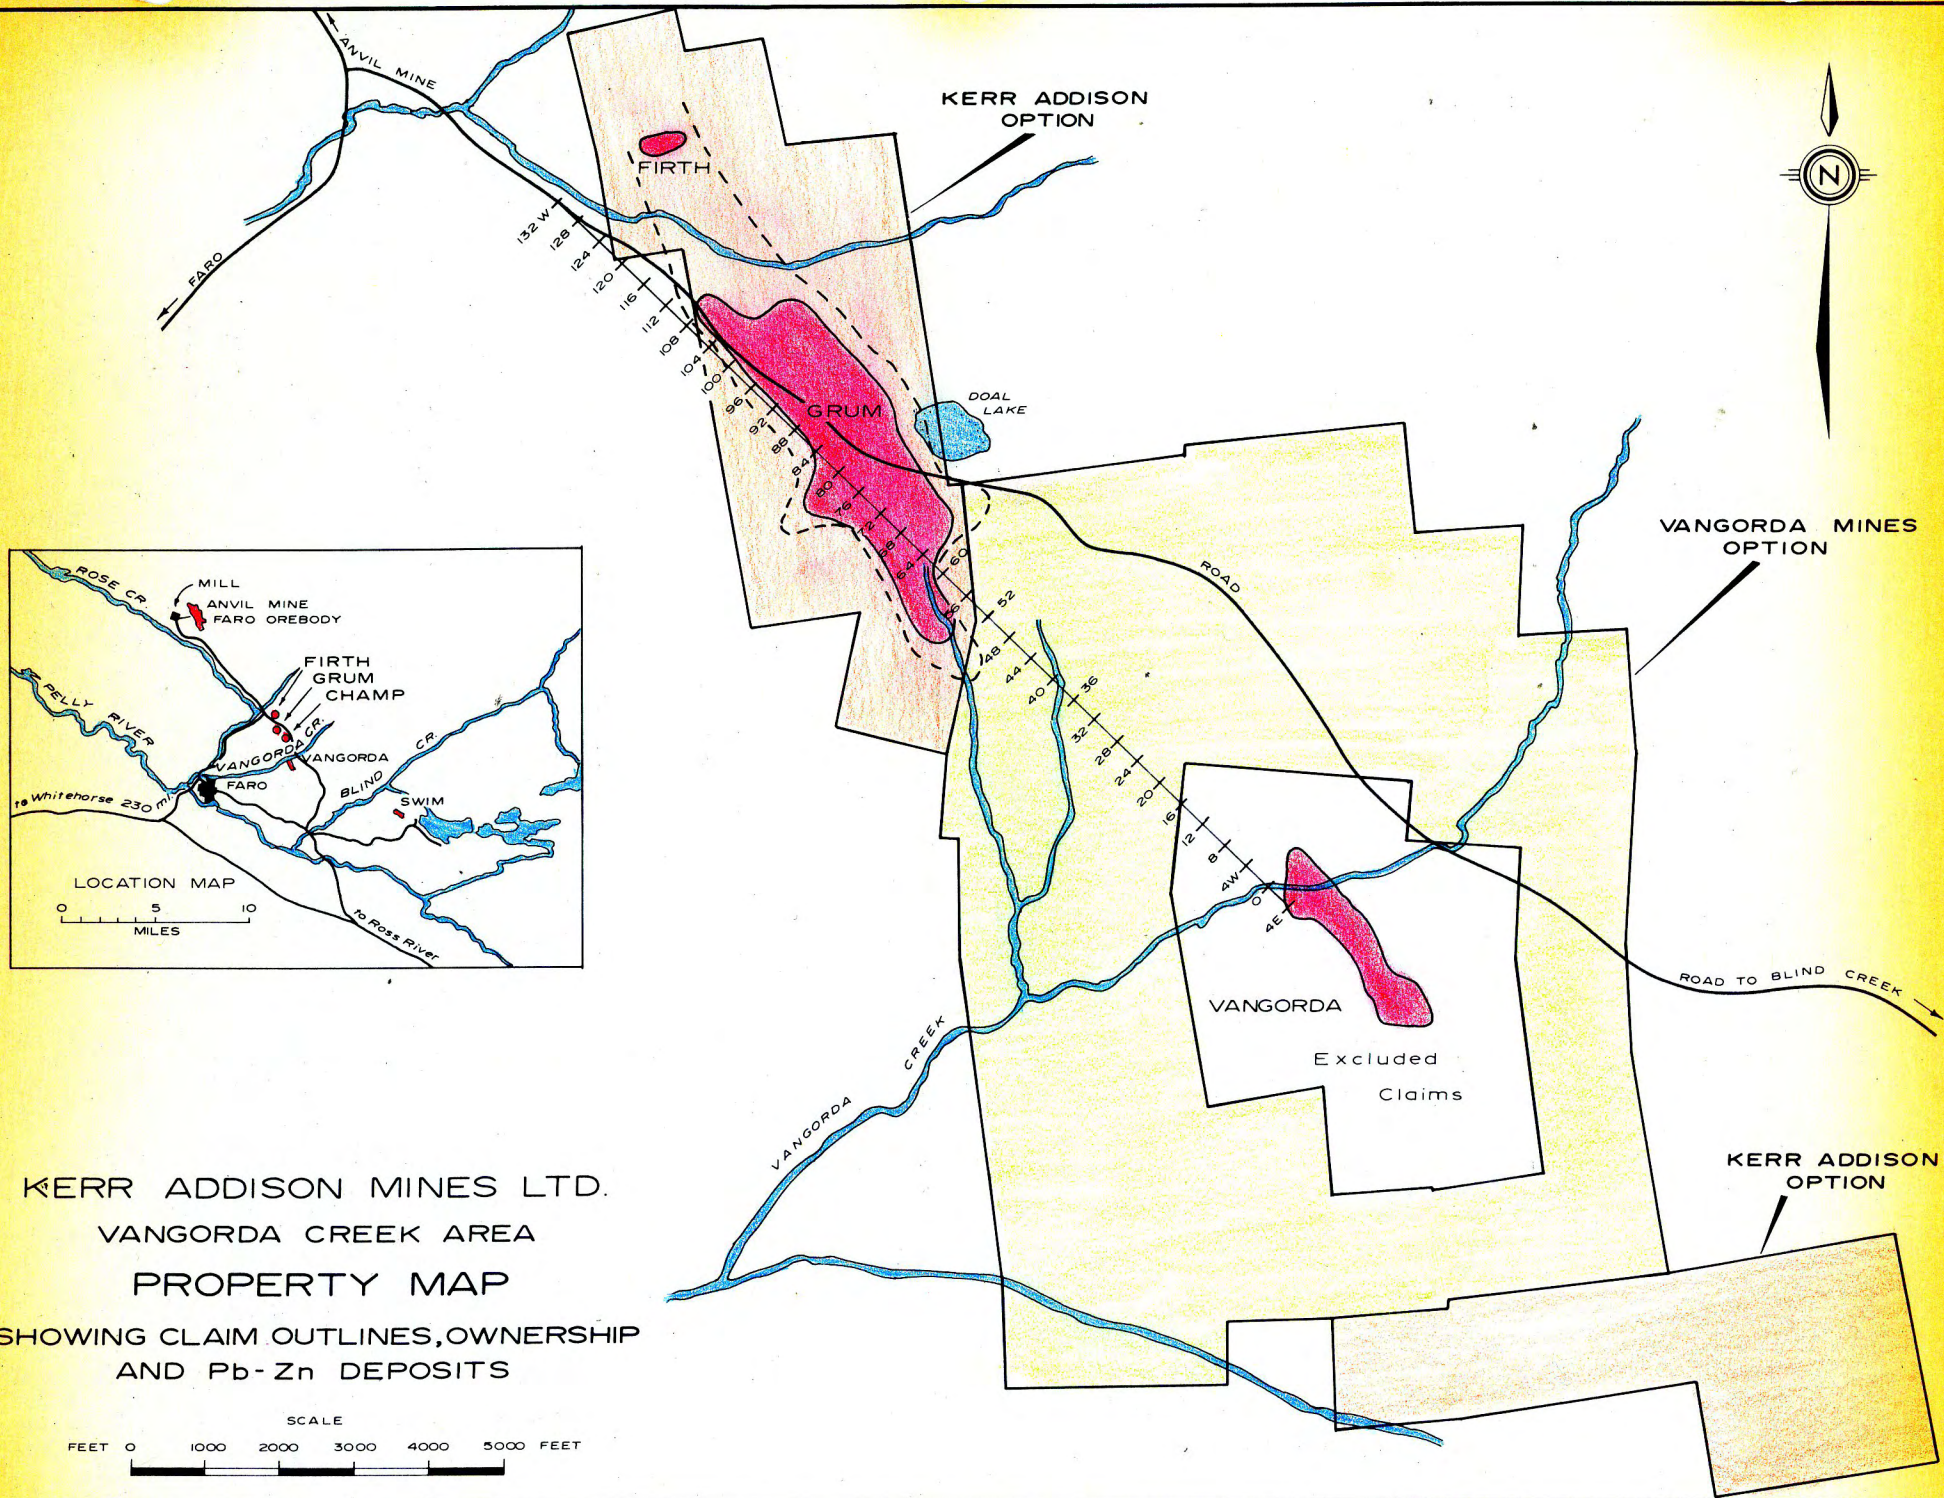 ANVIL MINE
FARO
KERR ADDISON
OPTION
FIRTH
N
132 W
128
124
120
116
112
108
104
100
96
92
88
84
80
76
72
68
64
60
56
52
48
44
40
36
32
28
24
20
16
12
8
4W
0
4E
GRUM
DOAL
LAKE
ROAD
VANGORDA MINES
OPTION
VANGORDA
Excluded
Claims
ROAD TO BLIND CREEK
VANGORDA CREEK
KERR ADDISON
OPTION
ROSE CR.
MILL
ANVIL MINE
FARO OREBODY
FIRTH
GRUM
CHAMP
PELLY RIVER
VANGORDA CR.
VANGORDA
FARO
BLIND CR.
SWIM
to Whitehorse 230 mi.
to Ross River
LOCATION MAP
0 5 10
MILES
KERR ADDISON MINES LTD.
VANGORDA CREEK AREA
PROPERTY MAP
SHOWING CLAIM OUTLINES, OWNERSHIP
AND Pb-Zn DEPOSITS
SCALE
FEET 0 1000 2000 3000 4000 5000 FEET